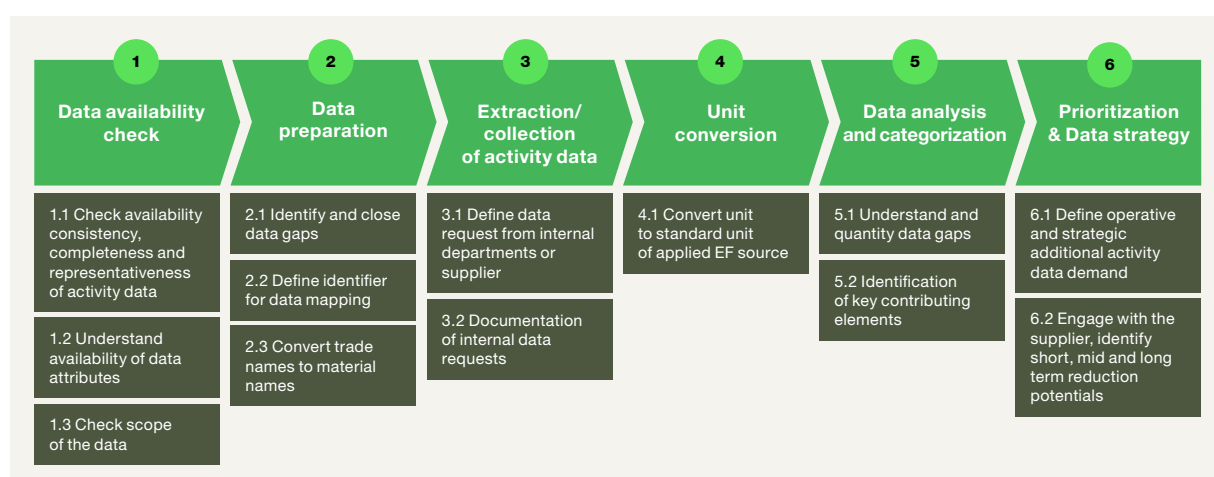 1
Data availability
check
1.1 Check availability
consistency,
completeness and
representativeness
of activity data
1.2 Understand
availability of data
attributes
1.3 Check scope
of the data
2
Data
preparation
2.1 Identify and close
data gaps
2.2 Define identifier
for data mapping
2.3 Convert trade
names to material
names
3
Extraction/
collection
of activity data
3.1 Define data
request from internal
departments or
supplier
3.2 Documentation
of internal data
requests
4
Unit
conversion
4.1 Convert unit
to standard unit
of applied EF source
5
Data analysis
and categorization
5.1 Understand and
quantity data gaps
5.2 Identification
of key contributing
elements
6
Prioritization
& Data strategy
6.1 Define operative
and strategic
additional activity
data demand
6.2 Engage with the
supplier, identify
short, mid and long
term reduction
potentials